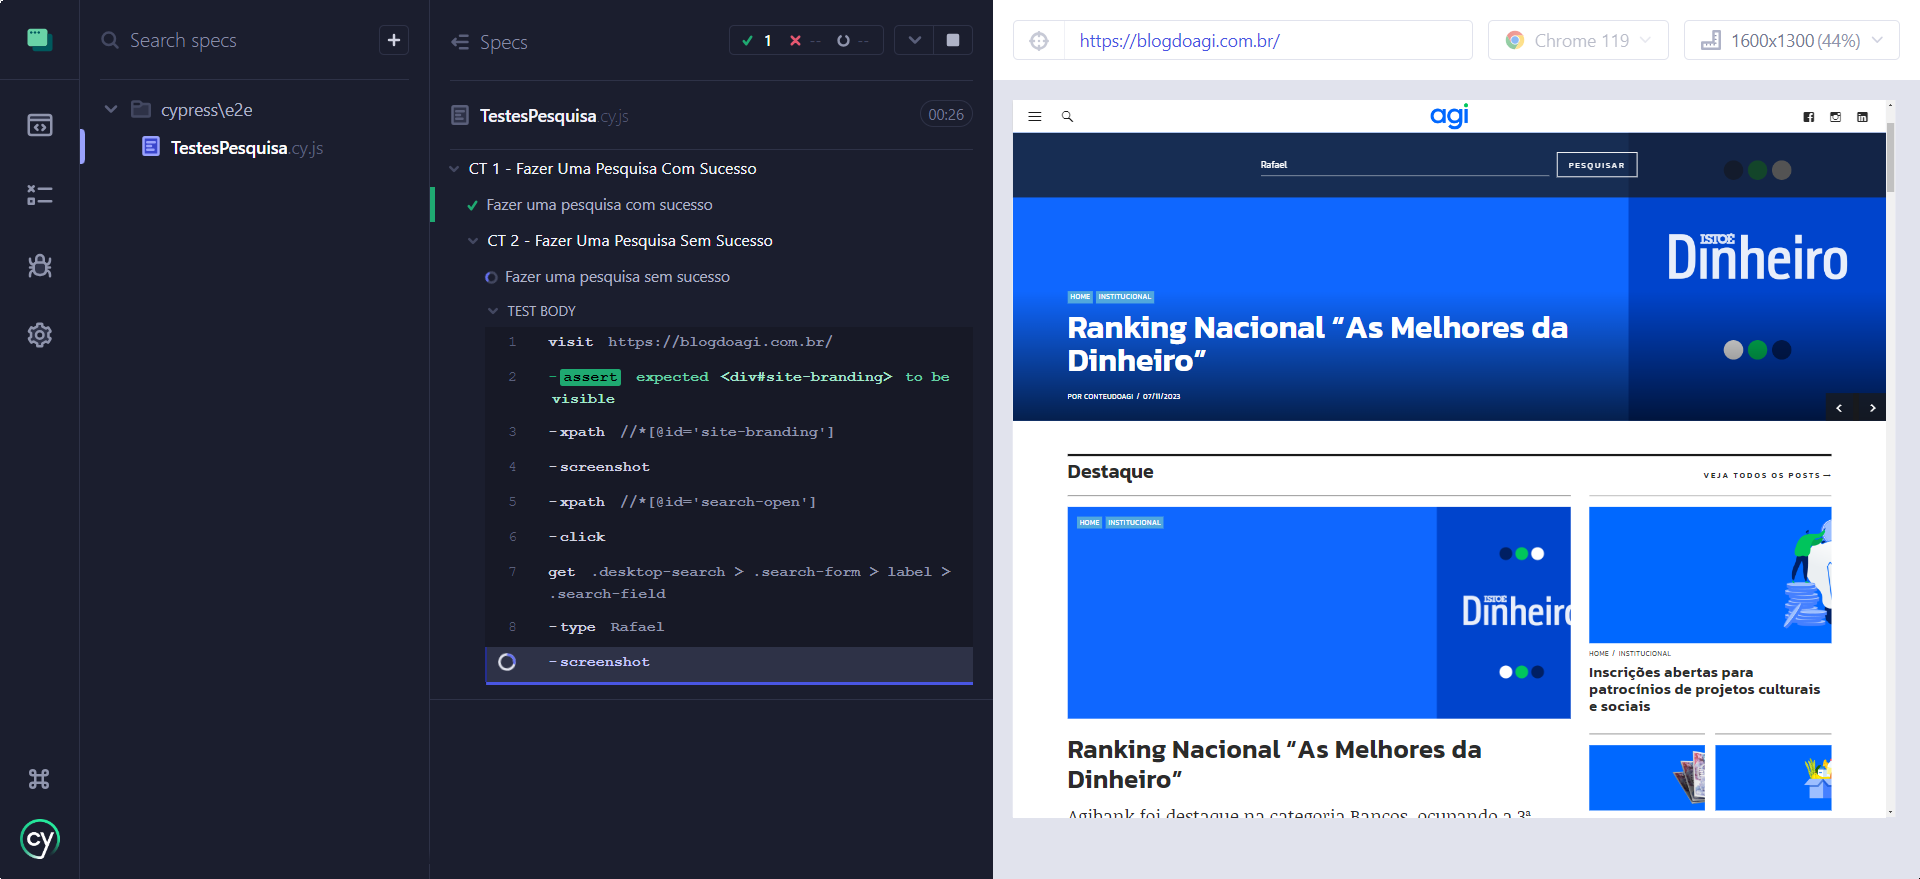 Search specs
+
cypress\e2e
TestesPesquisa.cy.js
cy
Specs
1 -- --
TestesPesquisa.cy.js
00:26
CT 1 - Fazer Uma Pesquisa Com Sucesso
Fazer uma pesquisa com sucesso
CT 2 - Fazer Uma Pesquisa Sem Sucesso
Fazer uma pesquisa sem sucesso
TEST BODY
1 visit https://blogdoagi.com.br/
2 -assert expected <div#site-branding> to be
visible
3 -xpath //*[@id='site-branding']
4 -screenshot
5 -xpath //*[@id='search-open']
6 -click
7 get .desktop-search > .search-form > label >
.search-field
8 -type Rafael
-screenshot
https://blogdoagi.com.br/
Chrome 119
1600x1300 (44%)
agi
Rafael
PESQUISAR
ISTOÉ
Dinheiro
HOME INSTITUCIONAL
Ranking Nacional “As Melhores da
Dinheiro”
POR CONTEUDOAGI / 07/11/2023
Destaque
VEJA TODOS OS POSTS
HOME INSTITUCIONAL
ISTOÉ
Dinheiro
Ranking Nacional “As Melhores da
Dinheiro”
Agibank foi destaque na categoria Bancos, ocupando a 3ª
HOME / INSTITUCIONAL
Inscrições abertas para
patrocínios de projetos culturais
e sociais